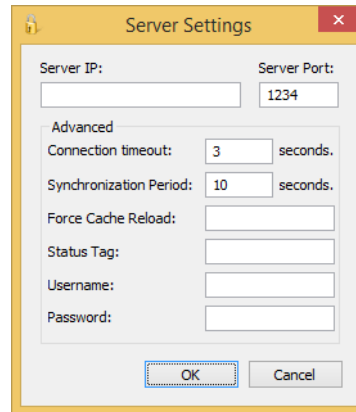 Server Settings
Server IP: Server Port:
1234
Advanced
Connection timeout: 3 seconds.
Synchronization Period: 10 seconds.
Force Cache Reload:
Status Tag:
Username:
Password:
OK Cancel